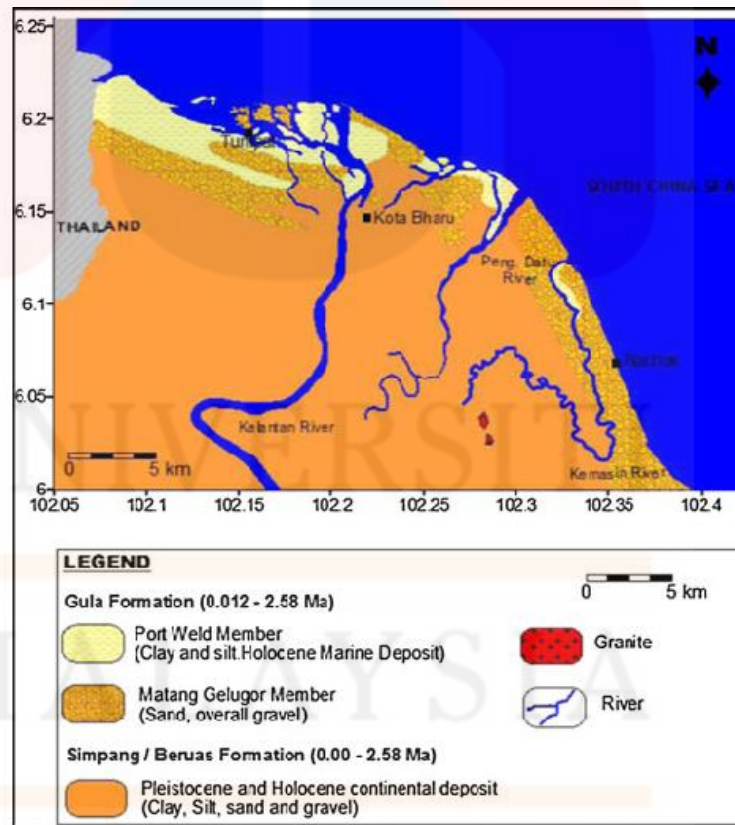 6.25
N
6.2
Tumpat
SOUTH CHINA SEA
6.15
Kota Bharu
THAILAND
Peng. Datu
River
6.1
Bachok
6.05
Kelantan River
0 5 km
Kemasin River
6
102.05 102.1 102.15 102.2 102.25 102.3 102.35 102.4
UNIVERSITI
LEGEND
Gula Formation (0.012 - 2.58 Ma)
0 5 km
Port Weld Member
(Clay and silt.Holocene Marine Deposit)
Granite
Matang Gelugor Member
(Sand, overall gravel)
River
MALAYSIA
Simpang / Beruas Formation (0.00 - 2.58 Ma)
Pleistocene and Holocene continental deposit
(Clay, Silt, sand and gravel)